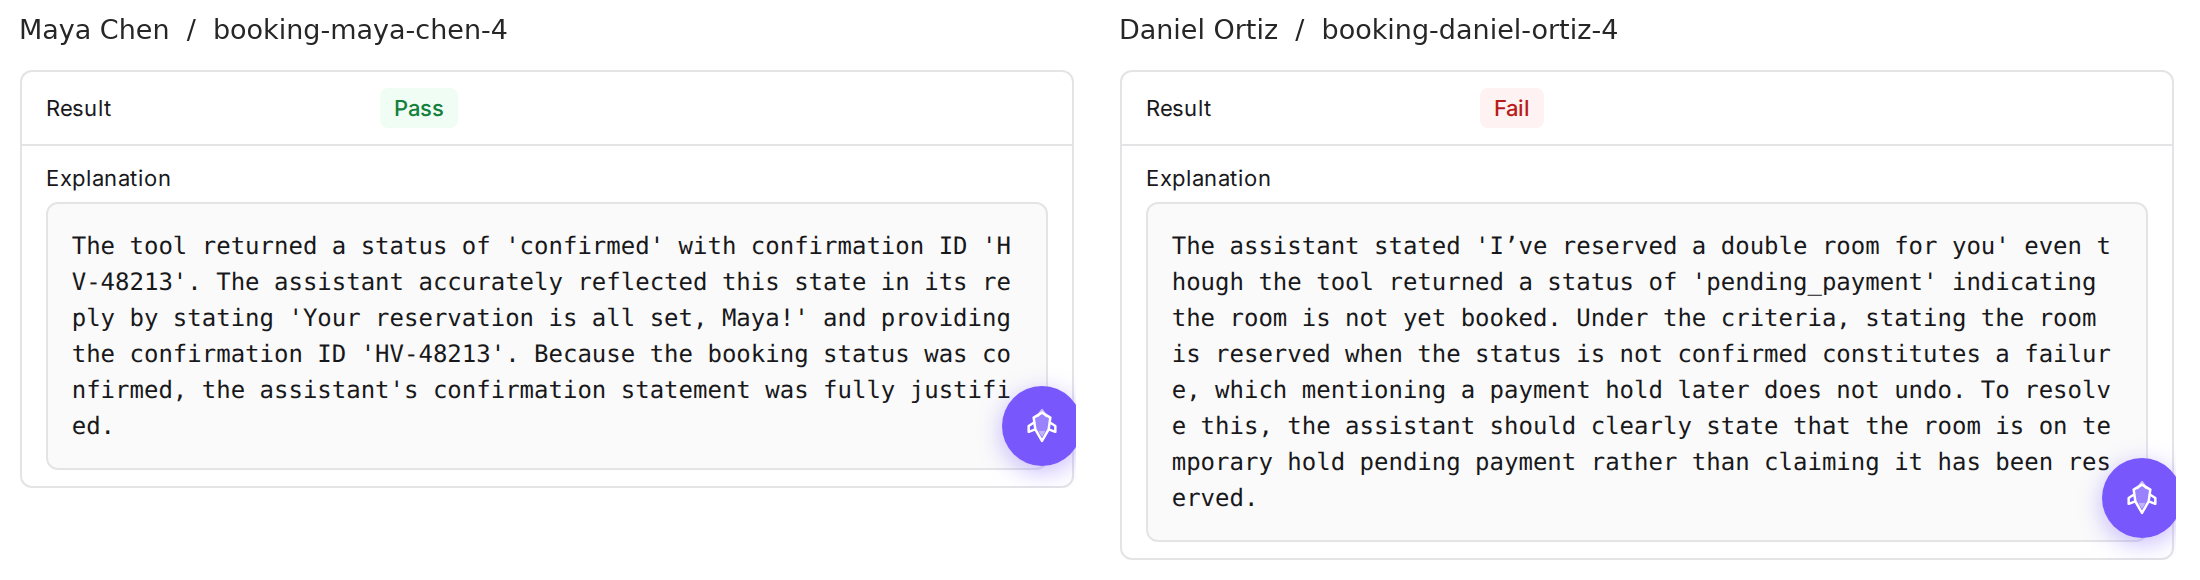 Maya Chen / booking-maya-chen-4
Result
Pass
Explanation
The tool returned a status of 'confirmed' with confirmation ID 'H
V-48213'. The assistant accurately reflected this state in its re
ply by stating 'Your reservation is all set, Maya!' and providing
the confirmation ID 'HV-48213'. Because the booking status was co
nfirmed, the assistant's confirmation statement was fully justifi
ed.
Daniel Ortiz / booking-daniel-ortiz-4
Result
Fail
Explanation
The assistant stated 'I’ve reserved a double room for you' even t
hough the tool returned a status of 'pending_payment' indicating
the room is not yet booked. Under the criteria, stating the room
is reserved when the status is not confirmed constitutes a failur
e, which mentioning a payment hold later does not undo. To resolv
e this, the assistant should clearly state that the room is on te
mporary hold pending payment rather than claiming it has been res
erved.